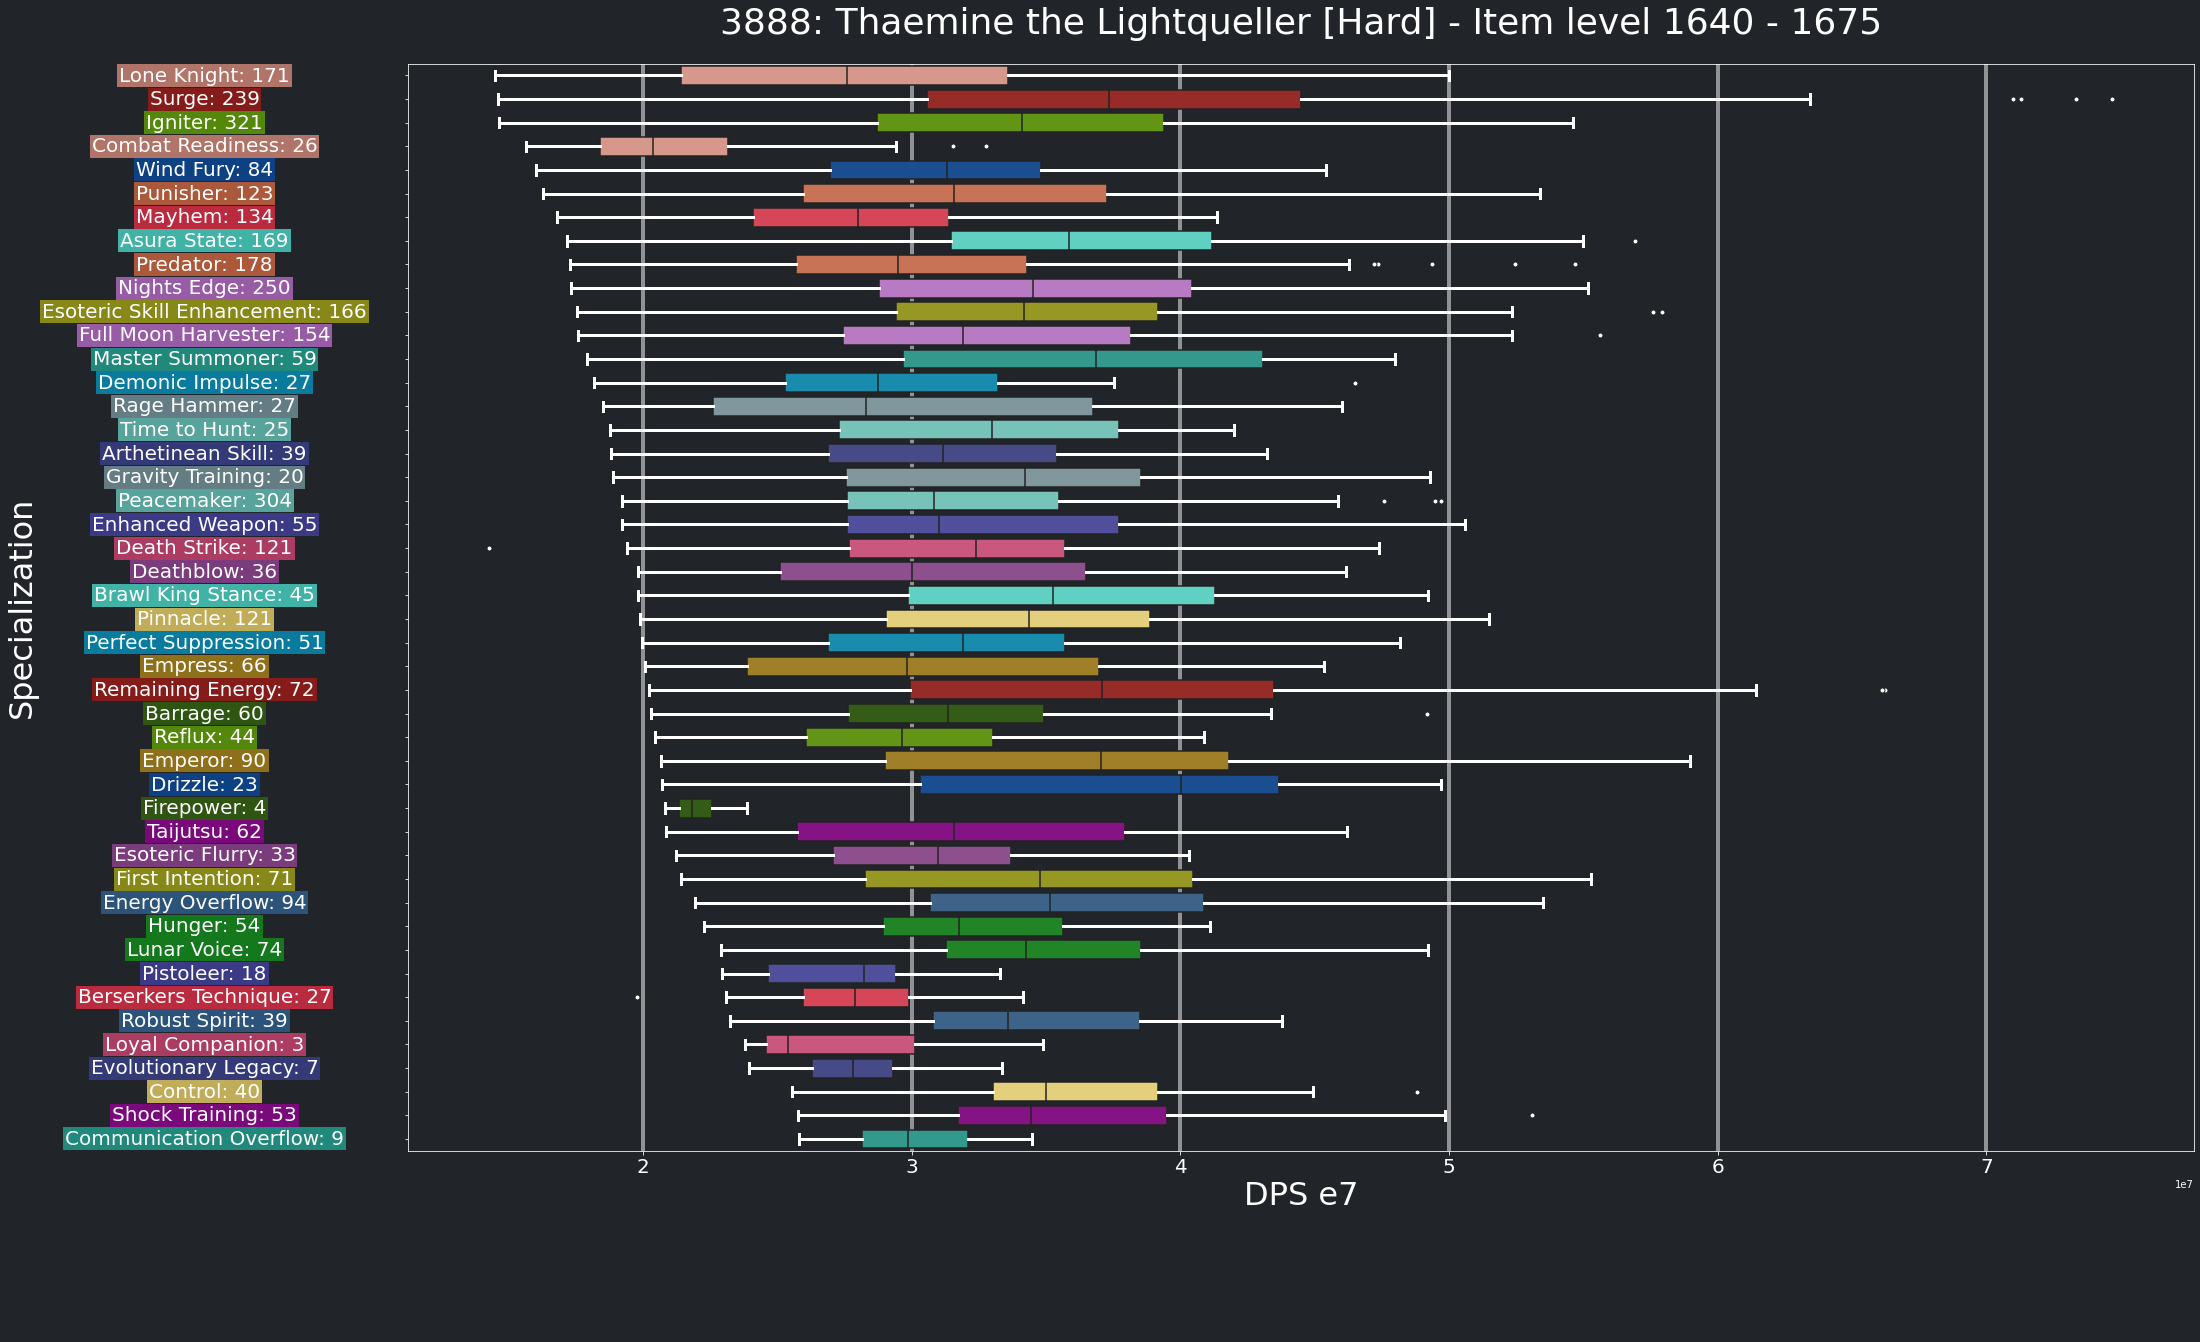 3888: Thaemine the Lightqueller [Hard] - Item level 1640 - 1675
Specialization
Lone Knight: 171
Surge: 239
Igniter: 321
Combat Readiness: 26
Wind Fury: 84
Punisher: 123
Mayhem: 134
Asura State: 169
Predator: 178
Nights Edge: 250
Esoteric Skill Enhancement: 166
Full Moon Harvester: 154
Master Summoner: 59
Demonic Impulse: 27
Rage Hammer: 27
Time to Hunt: 25
Arthetinean Skill: 39
Gravity Training: 20
Peacemaker: 304
Enhanced Weapon: 55
Death Strike: 121
Deathblow: 36
Brawl King Stance: 45
Pinnacle: 121
Perfect Suppression: 51
Empress: 66
Remaining Energy: 72
Barrage: 60
Reflux: 44
Emperor: 90
Drizzle: 23
Firepower: 4
Taijutsu: 62
Esoteric Flurry: 33
First Intention: 71
Energy Overflow: 94
Hunger: 54
Lunar Voice: 74
Pistoleer: 18
Berserkers Technique: 27
Robust Spirit: 39
Loyal Companion: 3
Evolutionary Legacy: 7
Control: 40
Shock Training: 53
Communication Overflow: 9
2 3 4 5 6 7
1e7
DPS e7